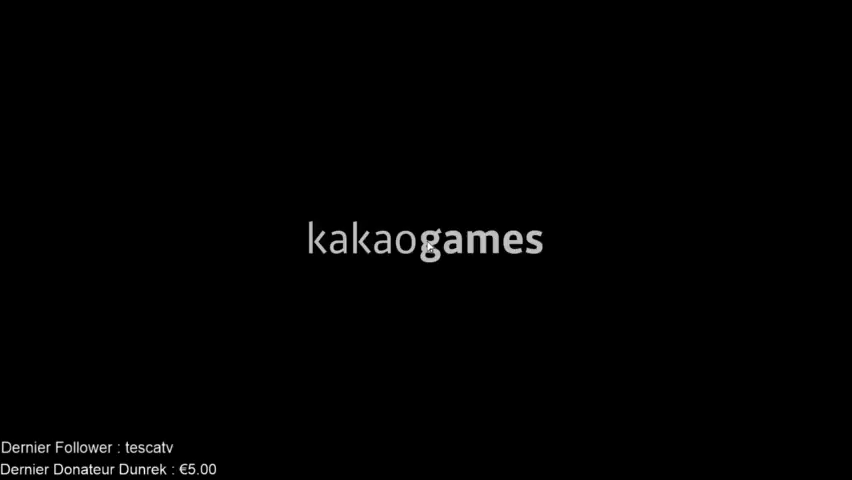 kakaogames
Dernier Follower : tescatv
Dernier Donateur Dunrek : €5.00